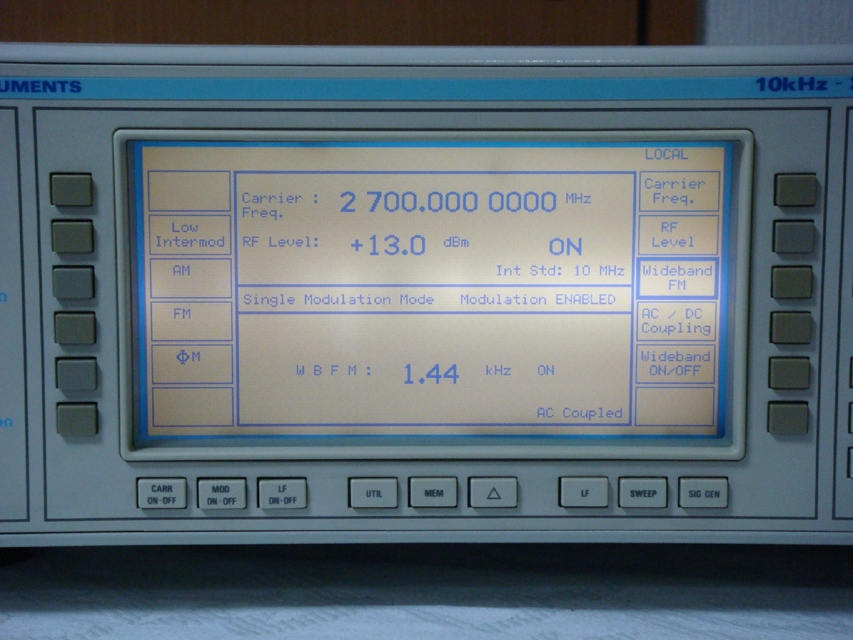 UMENTS
10kHz -
LOCAL
Carrier Freq. : 2 700.000 0000 MHz
RF Level: +13.0 dBm ON
Int Std: 10 MHz
Single Modulation Mode Modulation ENABLED
W B F M : 1.44 kHz ON
AC Coupled
Low
Intermod
AM
FM
ΦM
Carrier
Freq.
RF
Level
Wideband
FM
AC / DC
Coupling
Wideband
ON/OFF
CARR
ON-OFF
MOD
ON-OFF
LF
ON-OFF
UTIL
MEM
△
LF
SWEEP
SIG GEN